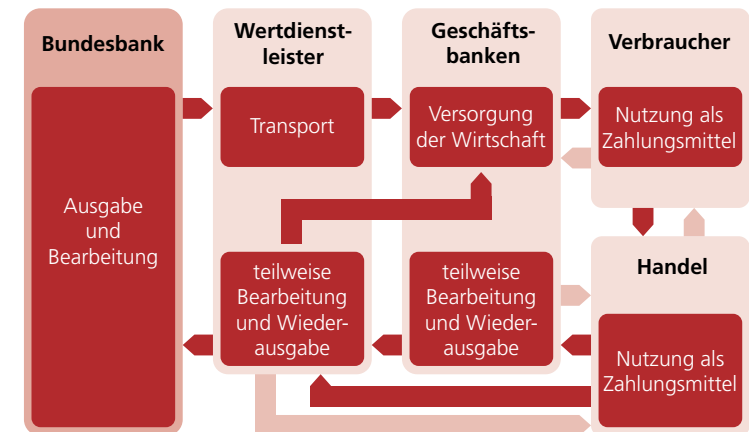 Bundesbank
Ausgabe
und
Bearbeitung
Wertdienst-
leister
Transport
teilweise
Bearbeitung
und Wieder-
ausgabe
Geschäfts-
banken
Versorgung
der Wirtschaft
teilweise
Bearbeitung
und Wieder-
ausgabe
Verbraucher
Nutzung als
Zahlungsmittel
Handel
Nutzung als
Zahlungsmittel